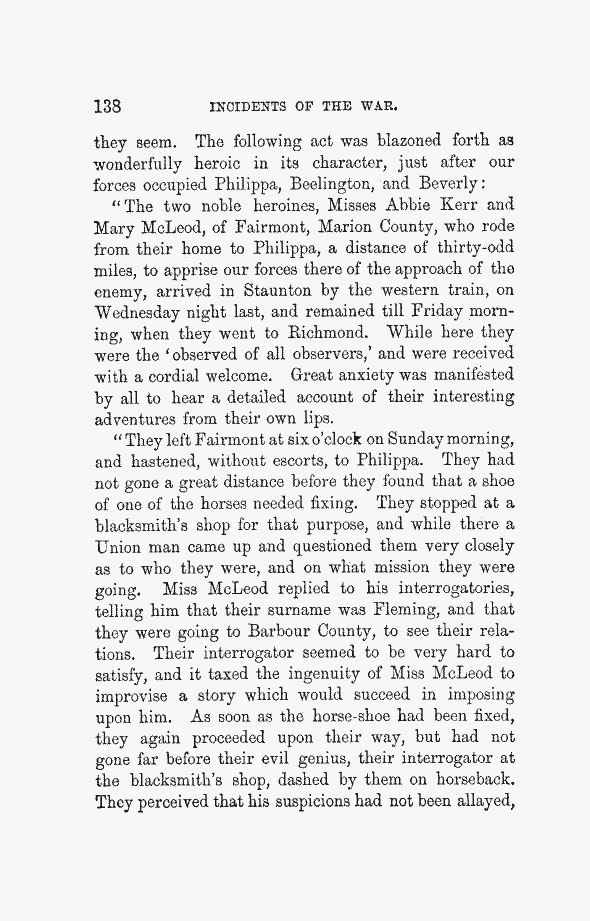 138 INCIDENTS OF THE WAR.
they seem. The following act was blazoned forth as
wonderfully heroic in its character, just after our
forces occupied Philippa, Beelington, and Beverly:
"The two noble heroines, Misses Abbie Kerr and
Mary McLeod, of Fairmont, Marion County, who rode
from their home to Philippa, a distance of thirty-odd
miles, to apprise our forces there of the approach of the
enemy, arrived in Staunton by the western train, on
Wednesday night last, and remained till Friday morn-
ing, when they went to Richmond. While here they
were the 'observed of all observers,' and were received
with a cordial welcome. Great anxiety was manifested
by all to hear a detailed account of their interesting
adventures from their own lips.
"They left Fairmont at six o'clock on Sunday morning,
and hastened, without escorts, to Philippa. They had
not gone a great distance before they found that a shoe
of one of the horses needed fixing. They stopped at a
blacksmith's shop for that purpose, and while there a
Union man came up and questioned them very closely
as to who they were, and on what mission they were
going. Miss McLeod replied to his interrogatories,
telling him that their surname was Fleming, and that
they were going to Barbour County, to see their rela-
tions. Their interrogator seemed to be very hard to
satisfy, and it taxed the ingenuity of Miss McLeod to
improvise a story which would succeed in imposing
upon him. As soon as the horse-shoe had been fixed,
they again proceeded upon their way, but had not
gone far before their evil genius, their interrogator at
the blacksmith's shop, dashed by them on horseback.
They perceived that his suspicions had not been allayed,